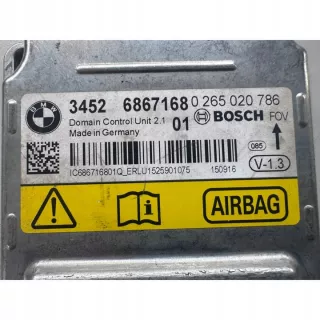 BMW
3452 6867168 0 265 020 786
Domain Control Unit 2.1 01 BOSCH FOV
Made in Germany
085
V-1.3
IC686716801Q_ERLU1525901075 150916
AIRBAG